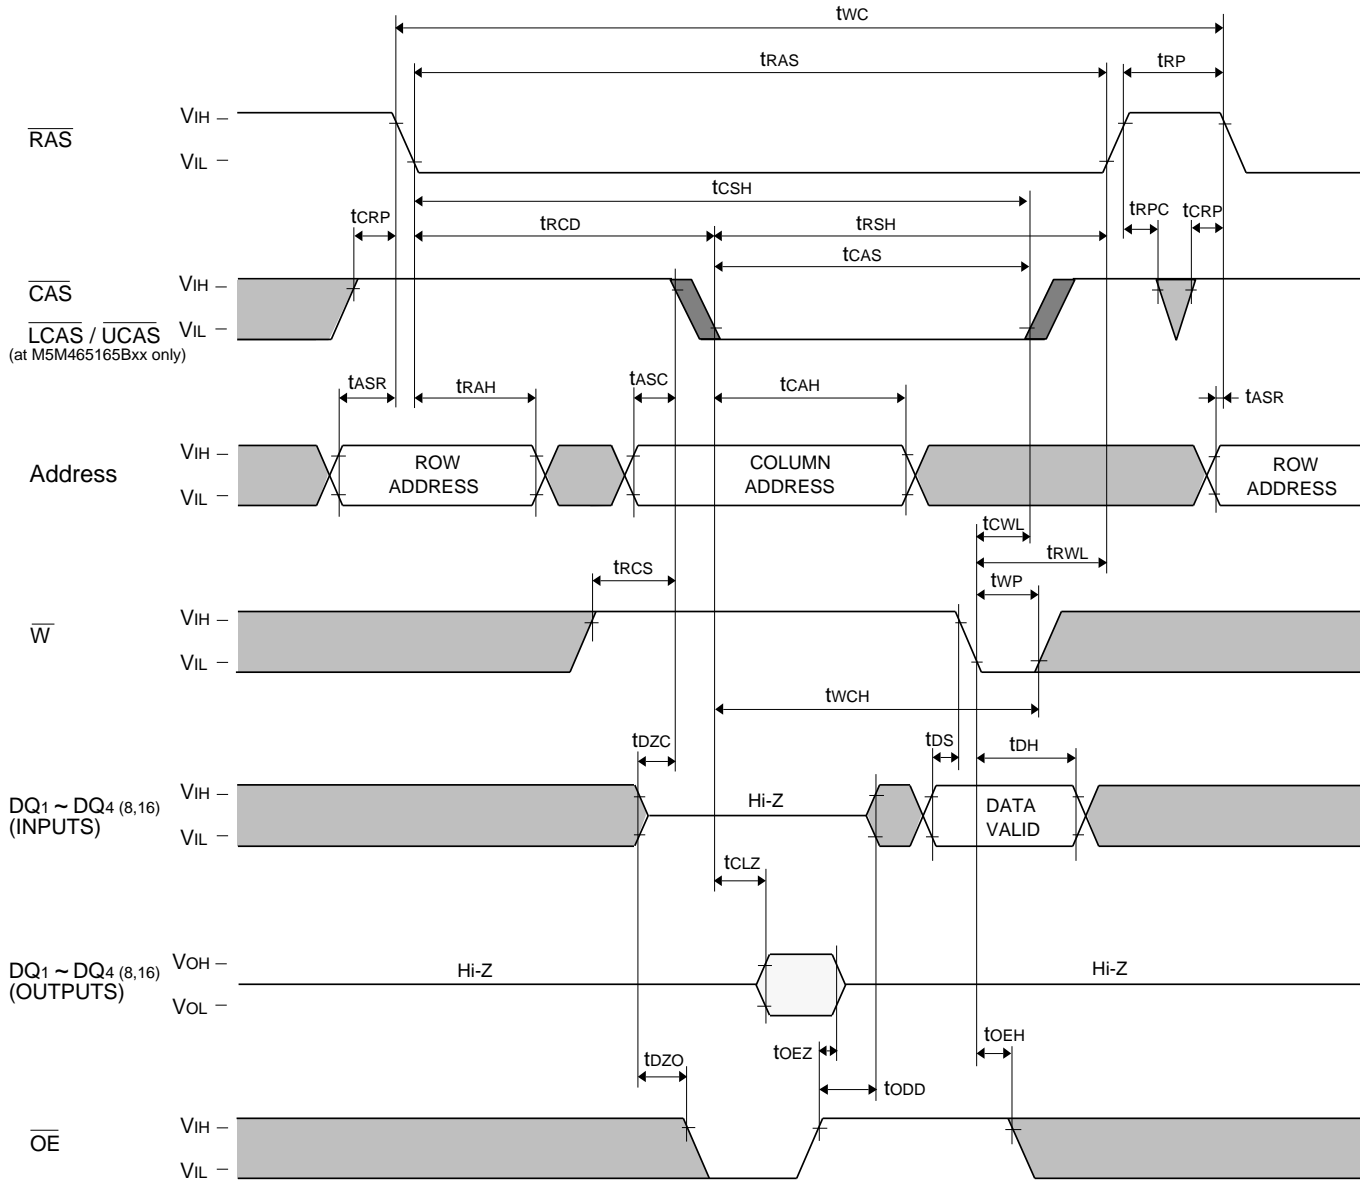 tWC
tRAS
tRP
RAS
VIH
VIL
tCSH
tCRP
tRCD
tRSH
tRPC
tCRP
tCAS
CAS
VIH
LCAS / UCAS
VIL
(at M5M465165Bxx only)
tASR
tRAH
tASC
tCAH
tASR
Address
VIH
VIL
ROW
ADDRESS
COLUMN
ADDRESS
ROW
ADDRESS
tCWL
tRWL
tRCS
tWP
W
VIH
VIL
tWCH
tDZC
tDS
tDH
DQ1 ~ DQ4 (8,16)
(INPUTS)
VIH
VIL
Hi-Z
DATA
VALID
tCLZ
DQ1 ~ DQ4 (8,16)
(OUTPUTS)
VOH
VOL
Hi-Z
Hi-Z
tOEZ
tOEH
tDZO
tODD
OE
VIH
VIL